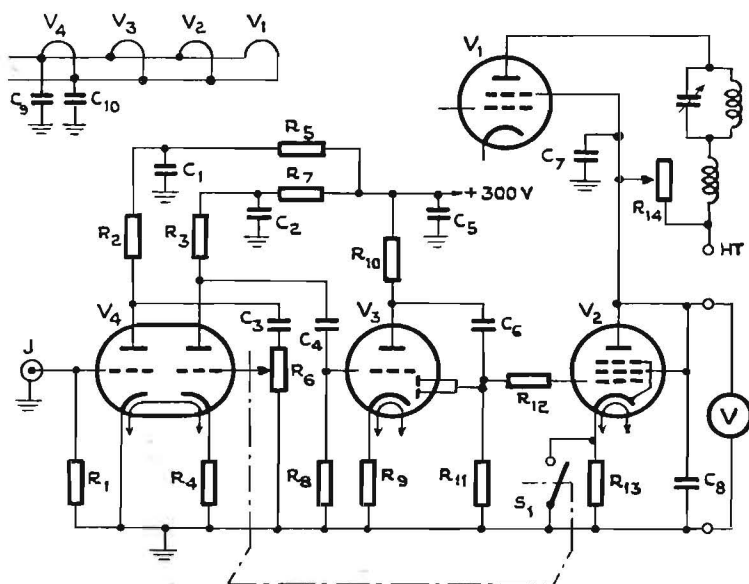 V4 V3 V2 V1
C9 C10
V1
R5
C1
R7
C7
R14
+300V
C2
C5
HT
R2
R3
R10
V4
C3
C4
V3
C6
V2
J
R6
R12
V
R1
R4
R8
R9
R11
S1
R13
C8